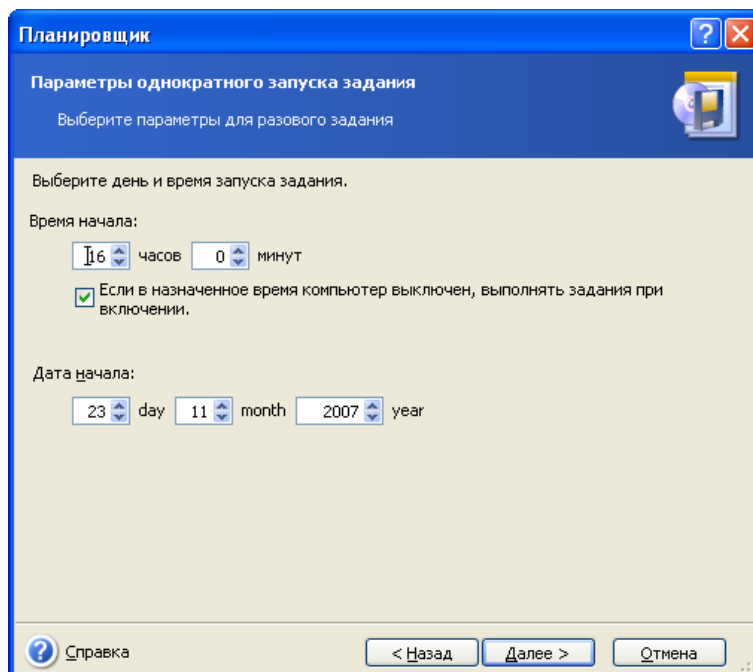 Планировщик
Параметры однократного запуска задания
Выберите параметры для разового задания
Выберите день и время запуска задания.
Время начала:
16 часов 0 минут
Если в назначенное время компьютер выключен, выполнять задания при
включении.
Дата начала:
23 day 11 month 2007 year
Справка < Назад Далее > Отмена